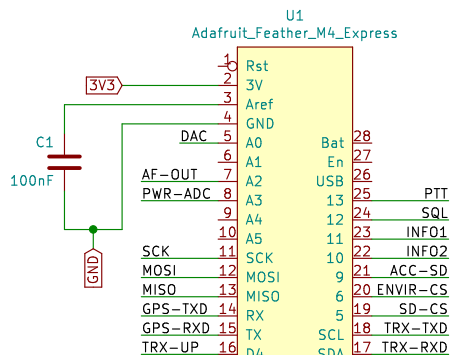 U1
Adafruit_Feather_M4_Express
1 Rst
3V3 2 3V
3 Aref
C1 4 GND
100nF DAC 5 A0 Bat 28
6 A1 En 27
AF-OUT 7 A2 USB 26
PWR-ADC 8 A3 13 25 PTT
9 A4 12 24 SQL
10 A5 11 23 INFO1
GND SCK 11 SCK 10 22 INFO2
MOSI 12 MOSI 9 21 ACC-SD
MISO 13 MISO 6 20 ENVIR-CS
GPS-TXD 14 RX 5 19 SD-CS
GPS-RXD 15 TX SCL 18 TRX-TXD
TRX-UP 16 D4 SDA 17 TRX-RXD